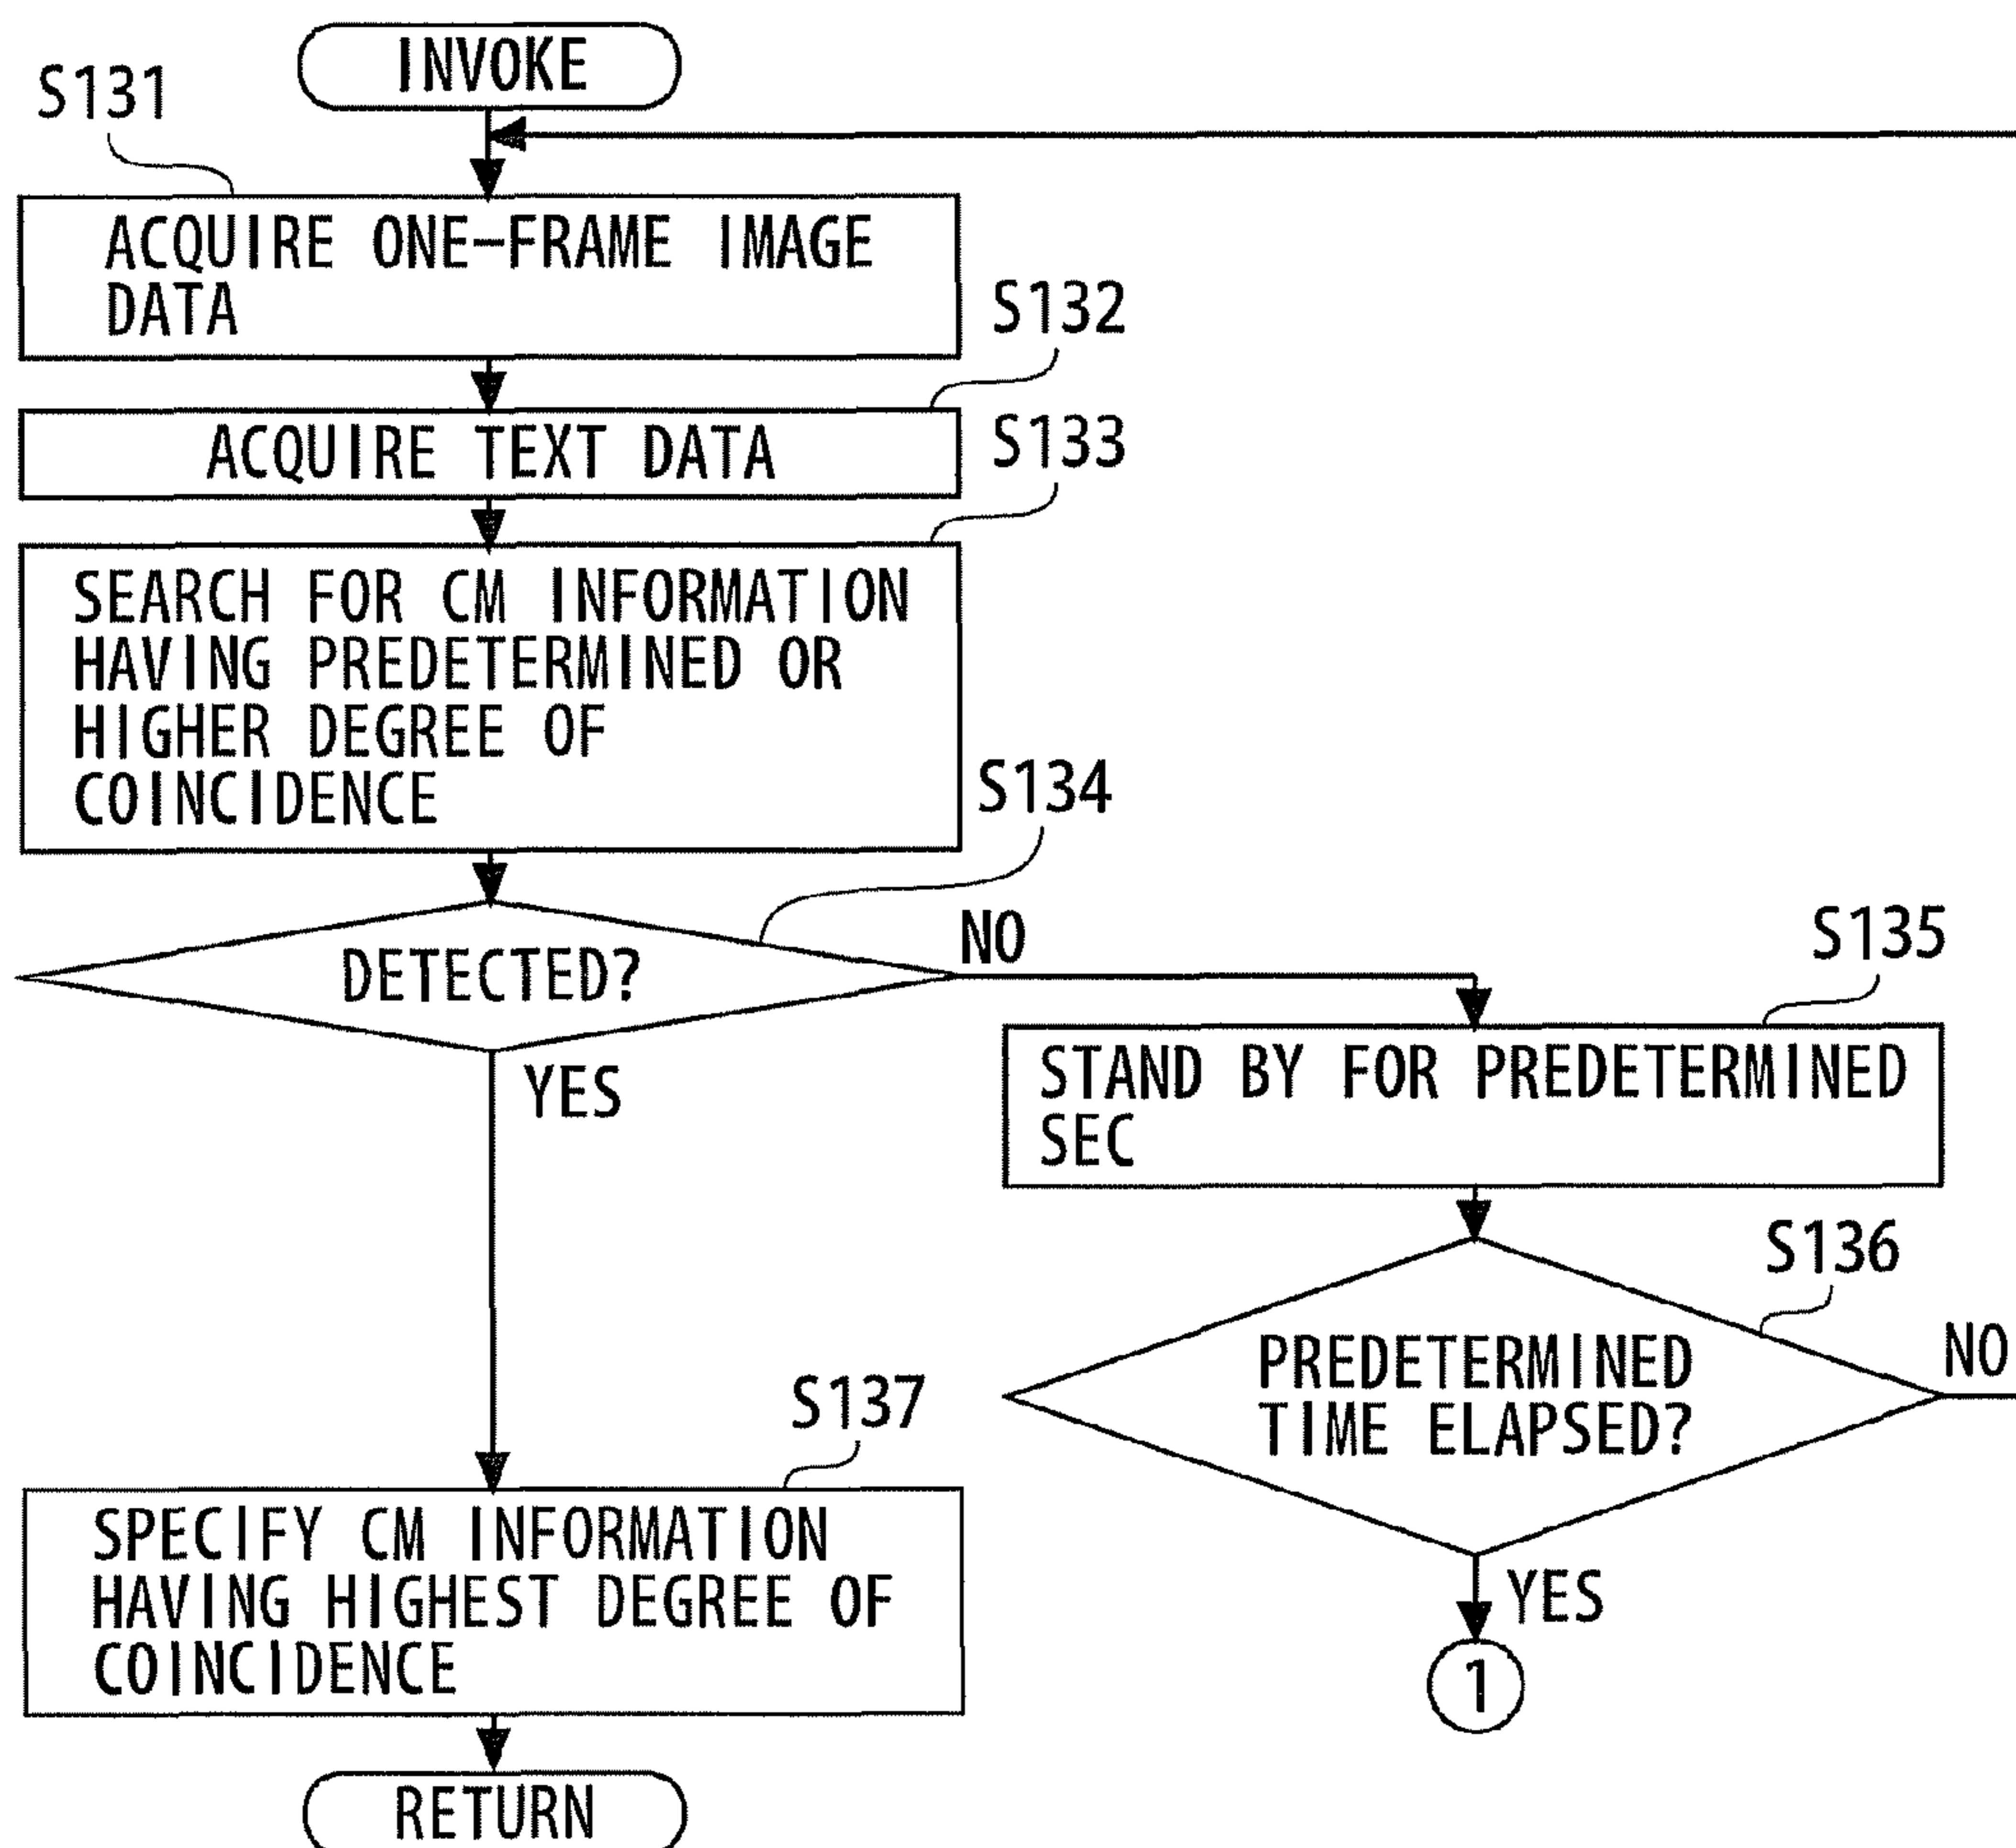 INVOKE
S131
ACQUIRE ONE-FRAME IMAGE
DATA
S132
ACQUIRE TEXT DATA
S133
SEARCH FOR CM INFORMATION
HAVING PREDETERMINED OR
HIGHER DEGREE OF
COINCIDENCE
S134
DETECTED?
NO
YES
S135
STAND BY FOR PREDETERMINED
SEC
S136
PREDETERMINED
TIME ELAPSED?
NO
YES
1
S137
SPECIFY CM INFORMATION
HAVING HIGHEST DEGREE OF
COINCIDENCE
RETURN